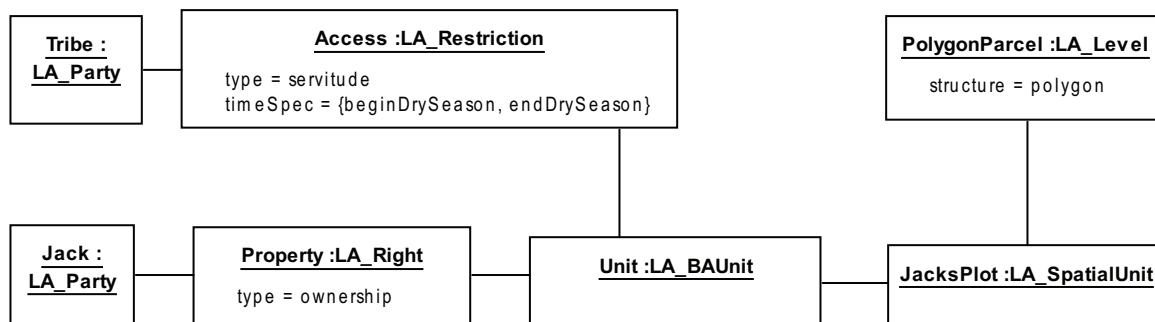 Tribe :
LA_Party
Access :LA_Restriction
type = servitude
timeSpec = {beginDrySeason, endDrySeason}
PolygonParcel :LA_Level
structure = polygon
Jack :
LA_Party
Property :LA_Right
type = ownership
Unit :LA_BAUnit
JacksPlot :LA_SpatialUnit